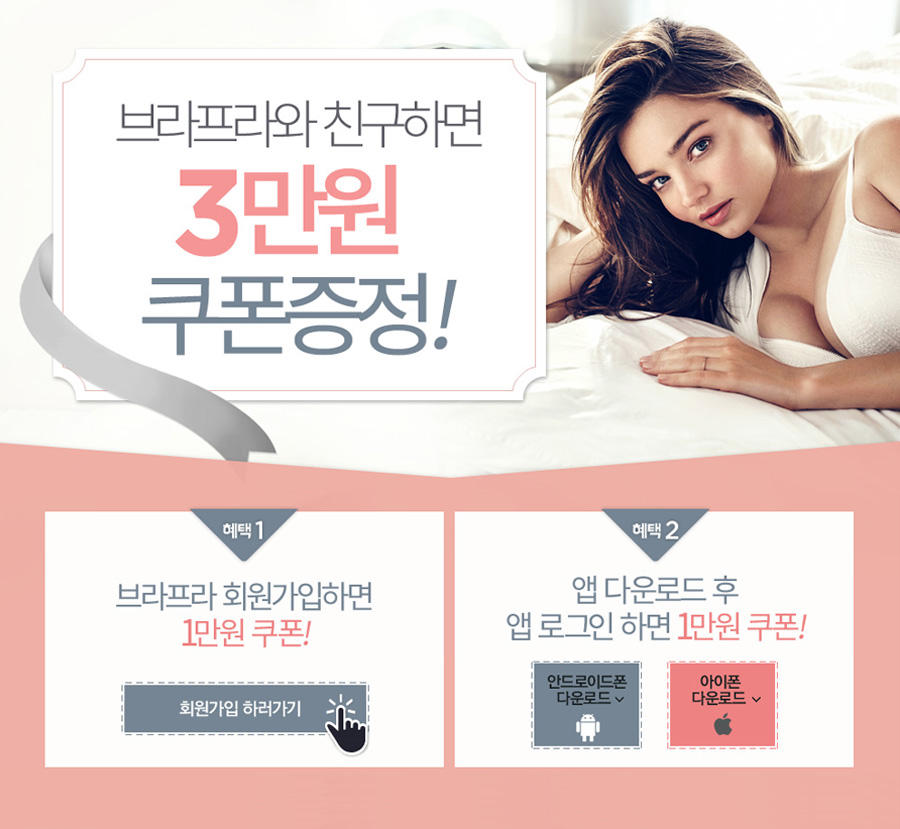 브라프라와 친구하면
3만원
쿠폰증정!
혜택 1
브라프라 회원가입하면
1만원 쿠폰!
회원가입 하러가기
혜택 2
앱 다운로드 후
앱 로그인 하면 1만원 쿠폰!
안드로이드폰
다운로드
아이폰
다운로드